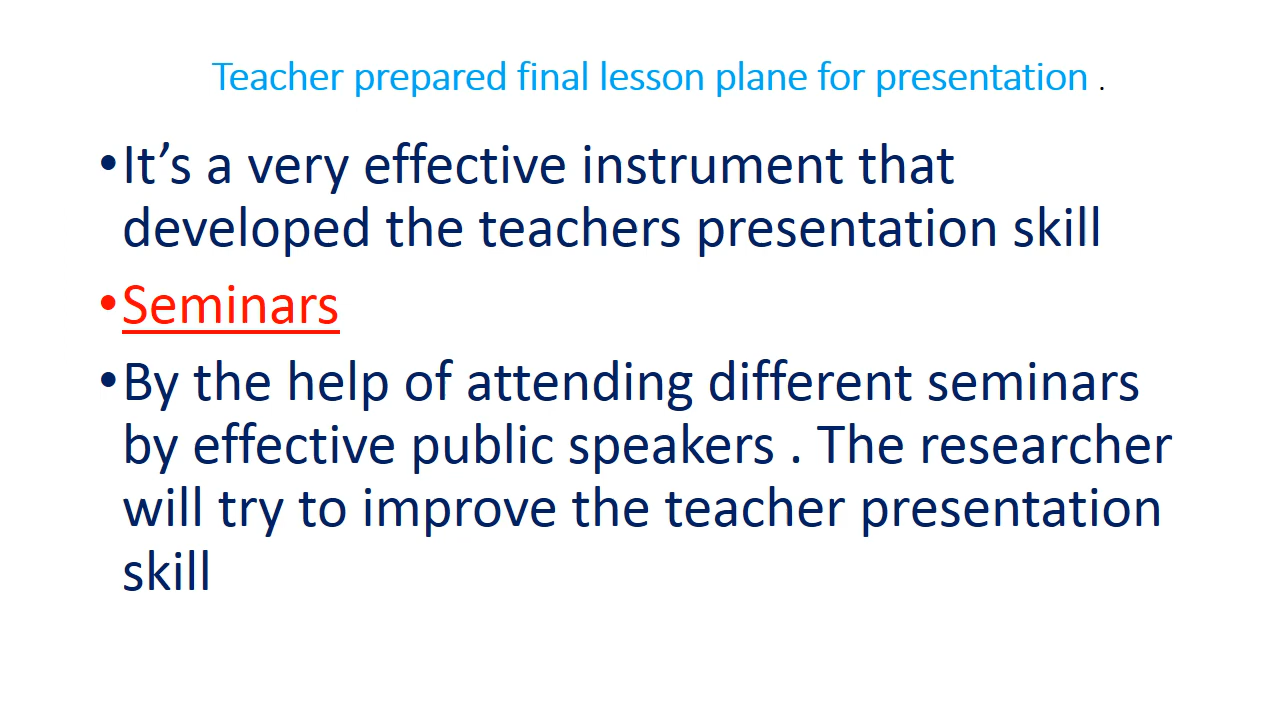 Teacher prepared final lesson plane for presentation .
•It’s a very effective instrument that
developed the teachers presentation skill
•Seminars
•By the help of attending different seminars
by effective public speakers . The researcher
will try to improve the teacher presentation
skill